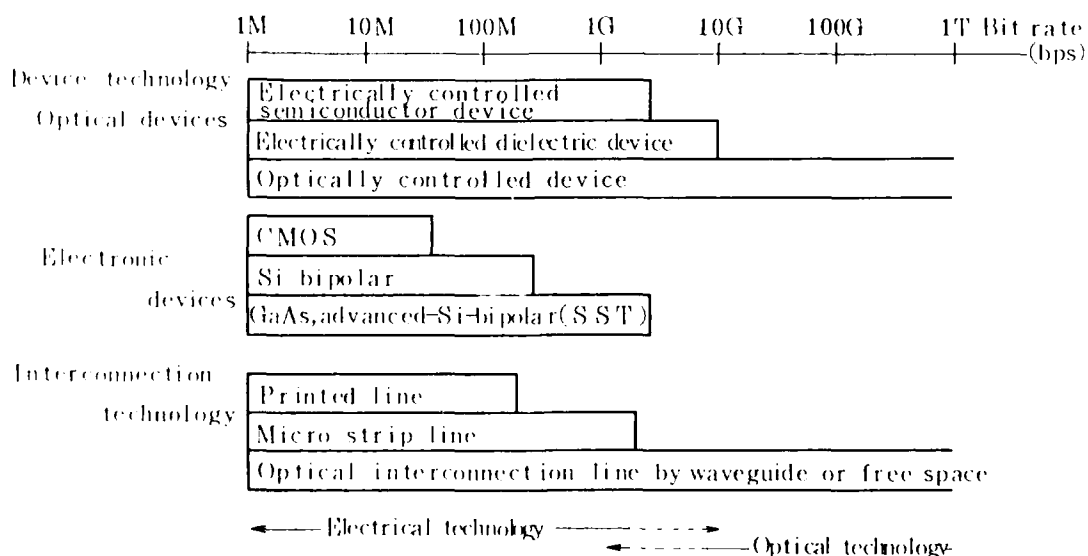 1M 10M 100M 1G 10G 100G 1T Bit rate
(bps)
Device technology
Optical devices
Electrically controlled
semiconductor device
Electrically controlled dielectric device
Optically controlled device
Electronic
devices
CMOS
Si bipolar
GaAs,advanced-Si-bipolar(SST)
Interconnection
technology
Printed line
Micro strip line
Optical interconnection line by waveguide or free space
Electrical technology
Optical technology